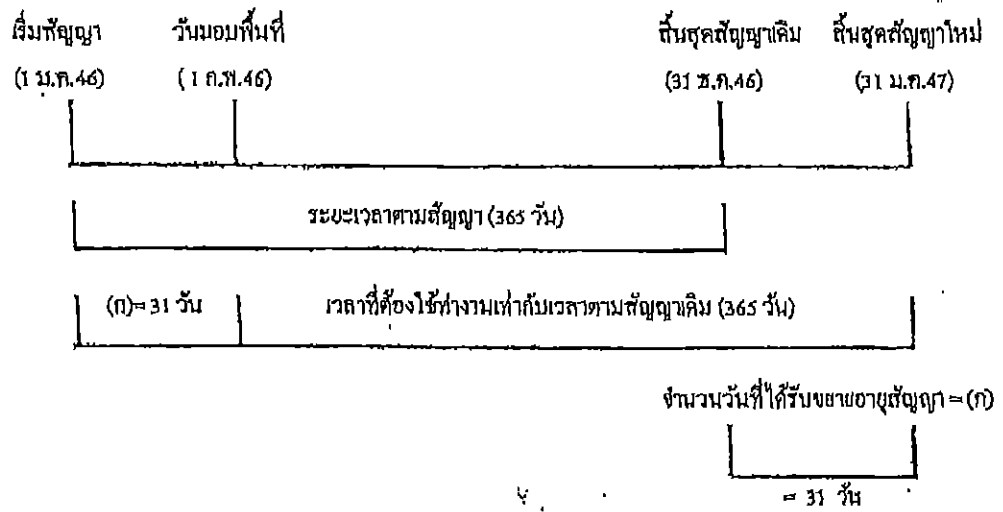 เริ่มสัญญา วันมอบพื้นที่ สิ้นสุดสัญญาเดิม สิ้นสุดสัญญาใหม่
(1 ม.ค.46) (1 ก.พ.46) (31 ธ.ค.46) (31 ม.ค.47)
ระยะเวลาตามสัญญา (365 วัน)
(ก)= 31 วัน เวลาที่ต้องใช้ทำงานเท่ากับเวลาตามสัญญาเดิม (365 วัน)
จำนวนวันที่ได้รับขยายอายุสัญญา = (ก)
= 31 วัน